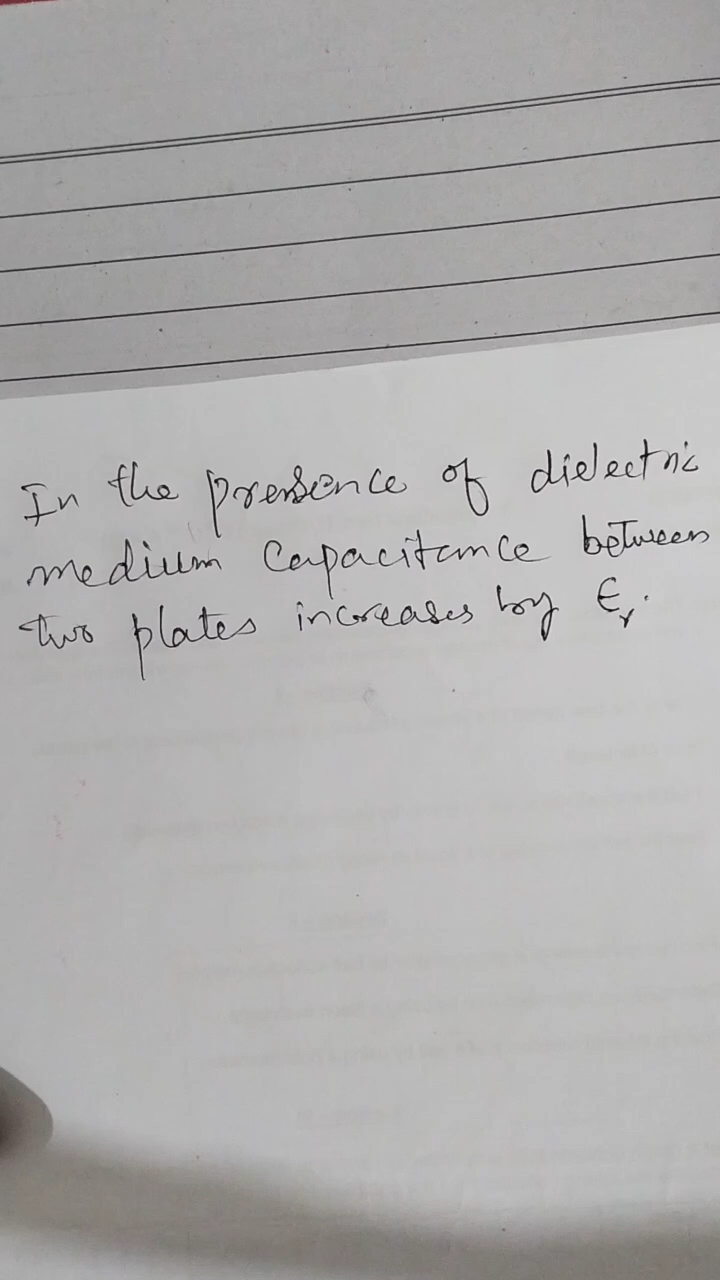 In the presence of dielectric
medium capacitance between
two plates increases by ϵᵣ.